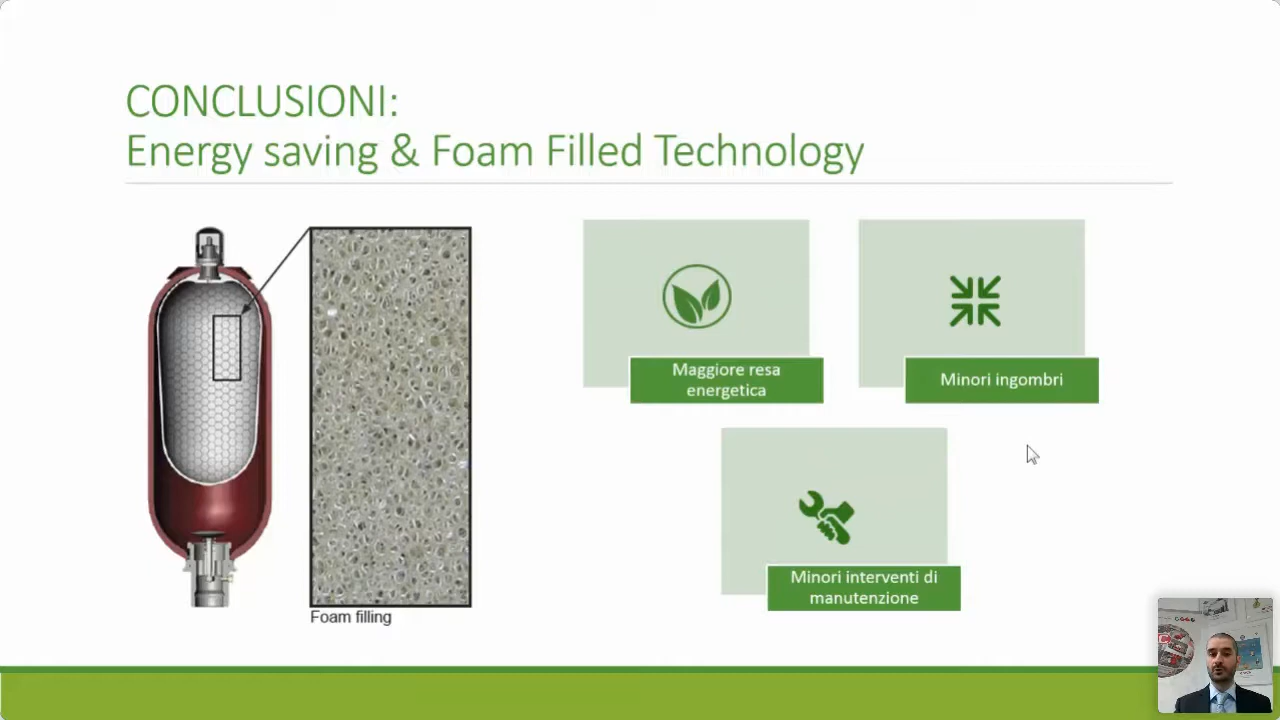 CONCLUSIONI:
Energy saving & Foam Filled Technology
Maggiore resa
energetica
Minori ingombri
Minori interventi di
manutenzione
Foam filling